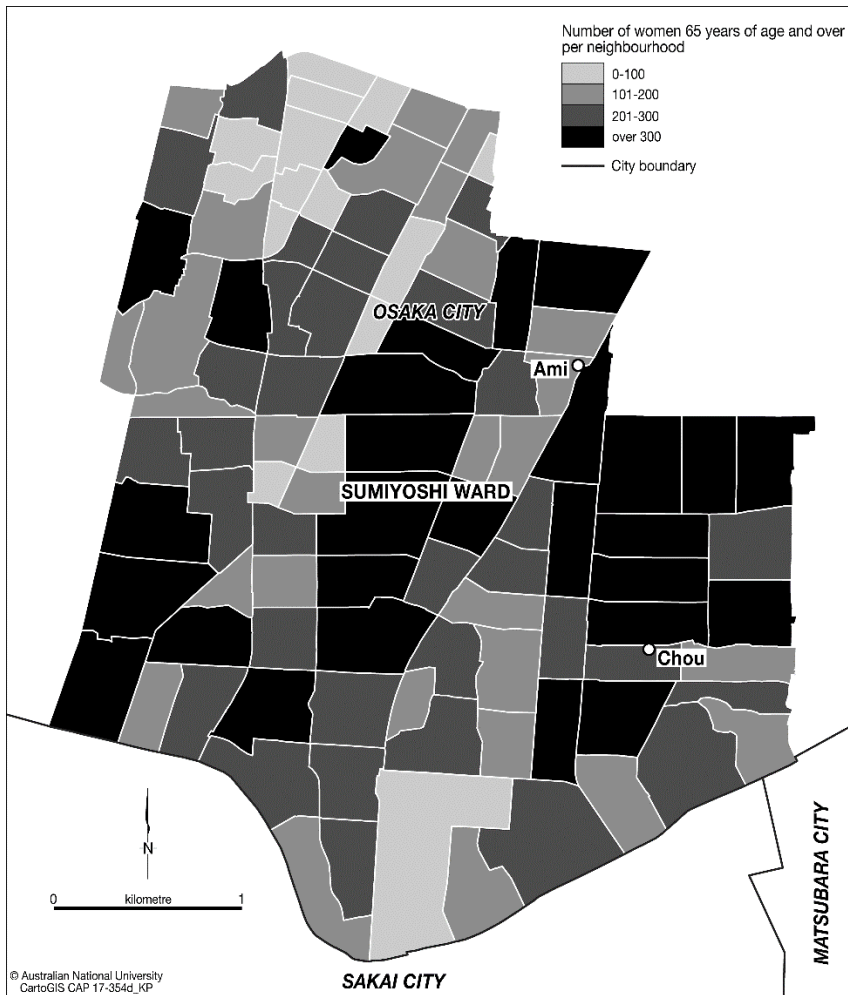 Number of women 65 years of age and over
per neighbourhood
0-100
101-200
201-300
over 300
City boundary
OSAKA CITY
Ami
SUMIYOSHI WARD
Chou
N
0 kilometre 1
MATSUBARA CITY
SAKAI CITY
© Australian National University
CartoGIS CAP 17-354d_KP